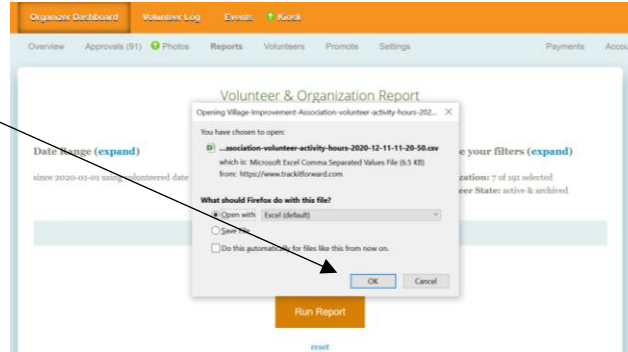 Organizer Dashboard Volunteer Log Events Kiosk
Overview Approvals (91) Photos Reports Volunteers Promote Settings Payments Accou
Volunteer & Organization Report
Opening Village-Improvement-Association-volunteer-activity-hours-202...
You have chosen to open:
...ssociation-volunteer-activity-hours-2020-12-11-11-20-50.csv
which is: Microsoft Excel Comma Separated Values File (6.5 KB)
from: https://www.trackitforward.com
Date Range (expand)
since 2020-01-01 using volunteered date
e your filters (expand)
zation: 7 of 191 selected
eer State: active & archived
What should Firefox do with this file?
Open with Excel (default)
Save File
Do this automatically for files like this from now on.
OK Cancel
Run Report
reset